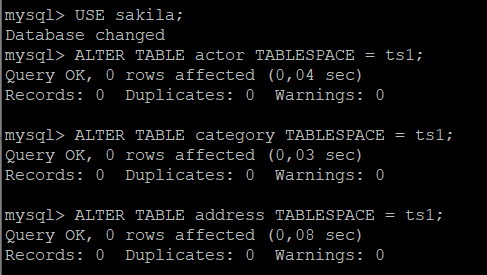 mysql> USE sakila;
Database changed
mysql> ALTER TABLE actor TABLESPACE = ts1;
Query OK, 0 rows affected (0,04 sec)
Records: 0  Duplicates: 0  Warnings: 0

mysql> ALTER TABLE category TABLESPACE = ts1;
Query OK, 0 rows affected (0,03 sec)
Records: 0  Duplicates: 0  Warnings: 0

mysql> ALTER TABLE address TABLESPACE = ts1;
Query OK, 0 rows affected (0,08 sec)
Records: 0  Duplicates: 0  Warnings: 0